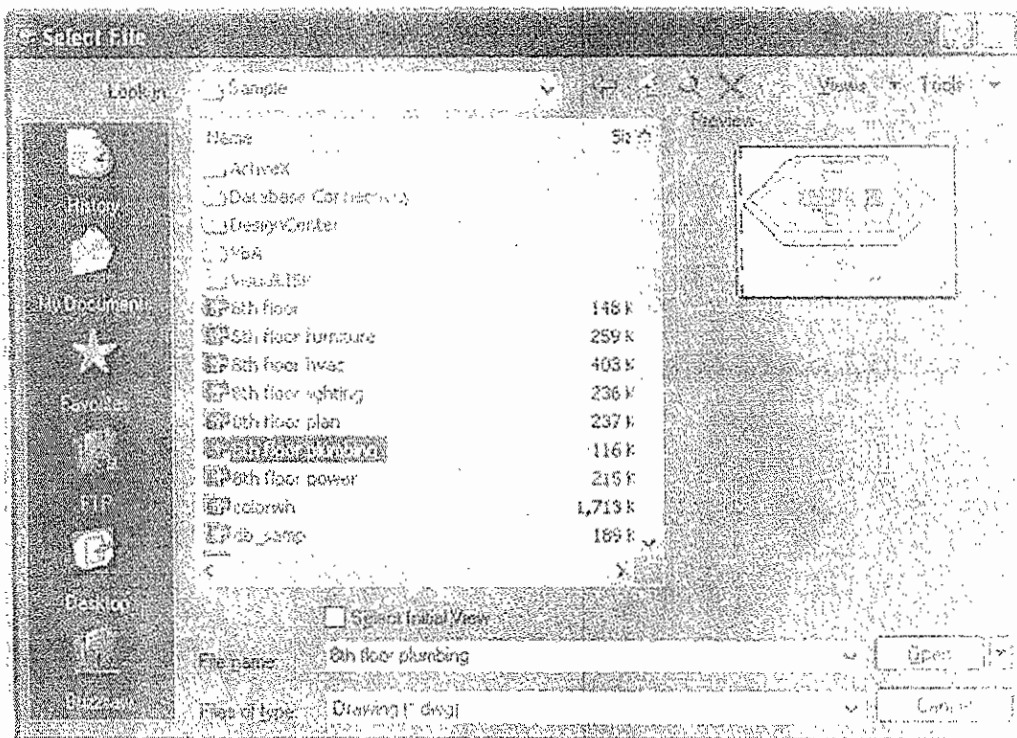 Select File
Look in:
Sample
Views Tools
Name
Preview
History
ActiveX
Database
DesignCenter
VBA
My Documents
VisualLISP
8th floor 148 K
8th floor furniture 259 K
8th floor hvac 403 K
Favorites
8th floor lighting 236 K
8th floor plan 237 K
8th floor plumbing 116 K
FTP
8th floor power 215 K
colorwh 1,713 K
db_samp 189 K
Desktop
Select Initial View
File name:
8th floor plumbing
Open
Buzzsaw
Files of type:
Drawing (*.dwg)
Cancel